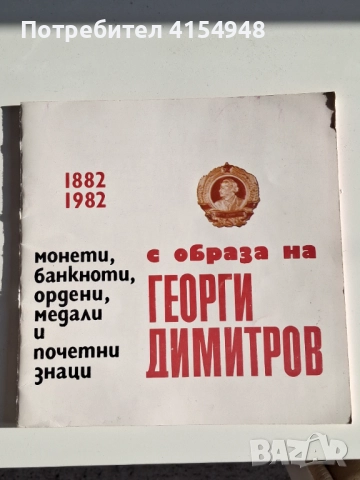 Потребител 4154948
1882
1982
монети,
банкноти,
ордени,
медали
и
почетни
знаци
с образа на
ГЕОРГИ
ДИМИТРОВ
BAZAR